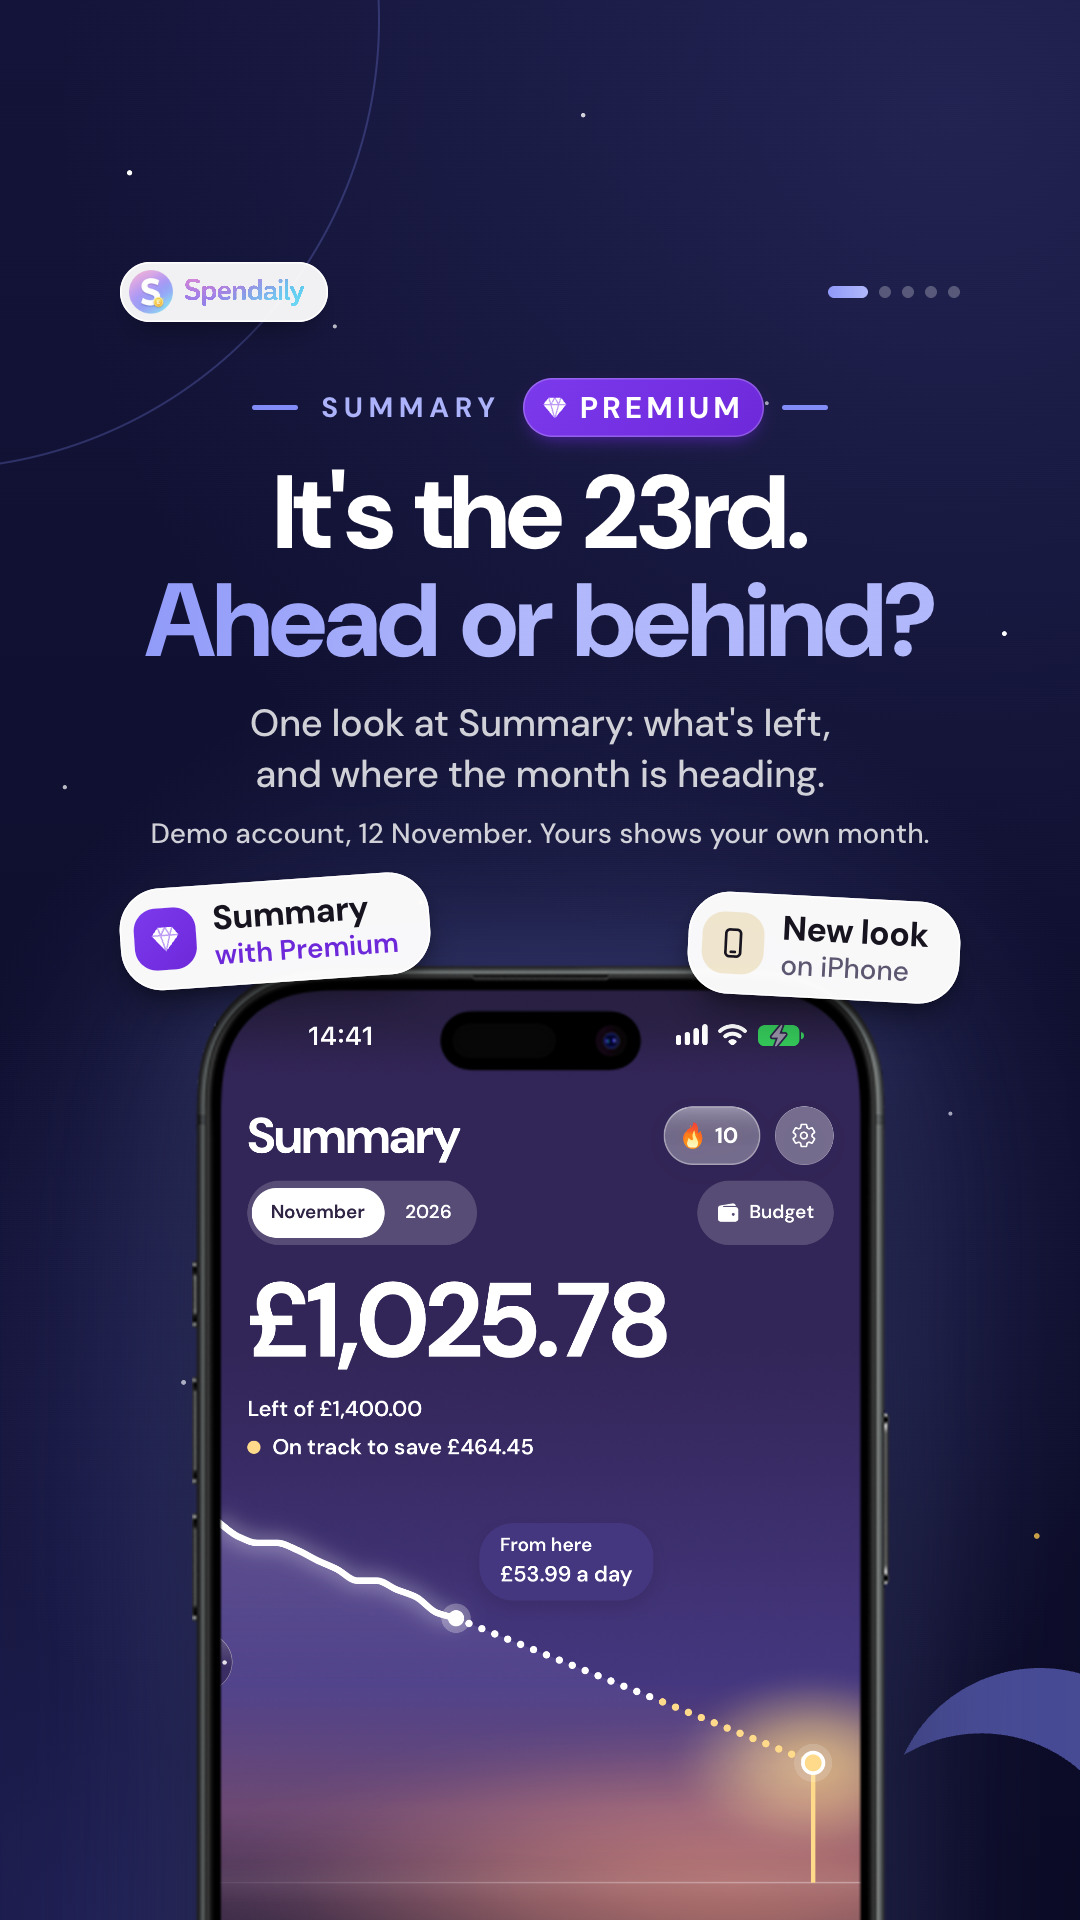 Spendaily
SUMMARY
PREMIUM
It's the 23rd.
Ahead or behind?
One look at Summary: what's left,
and where the month is heading.
Demo account, 12 November. Yours shows your own month.
Summary
with Premium
New look
on iPhone
14:41
Summary
10
November
2026
Budget
£1,025.78
Left of £1,400.00
On track to save £464.45
From here
£53.99 a day